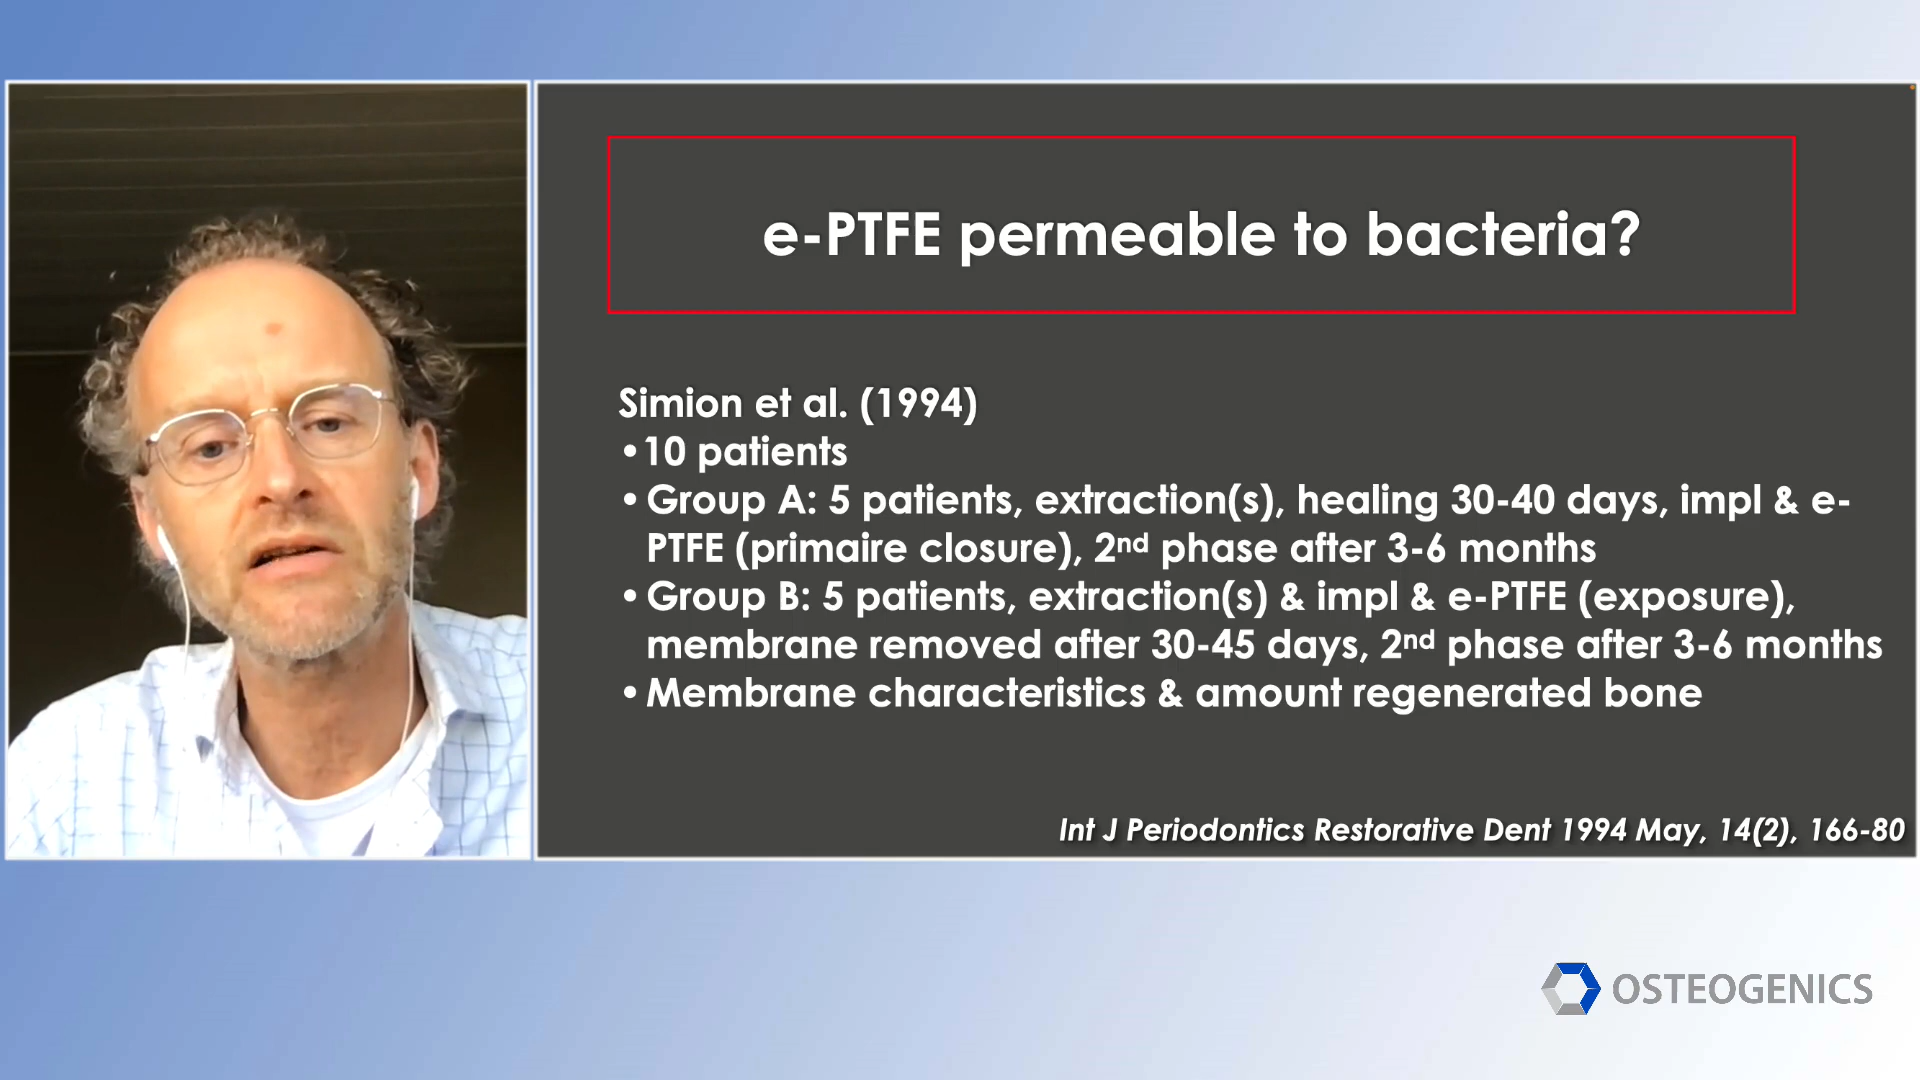 e-PTFE permeable to bacteria?
Simion et al. (1994)
•10 patients
• Group A: 5 patients, extraction(s), healing 30-40 days, impl & e-
PTFE (primaire closure), 2nd phase after 3-6 months
• Group B: 5 patients, extraction(s) & impl & e-PTFE (exposure),
membrane removed after 30-45 days, 2nd phase after 3-6 months
• Membrane characteristics & amount regenerated bone
Int J Periodontics Restorative Dent 1994 May, 14(2), 166-80
OSTEOGENICS